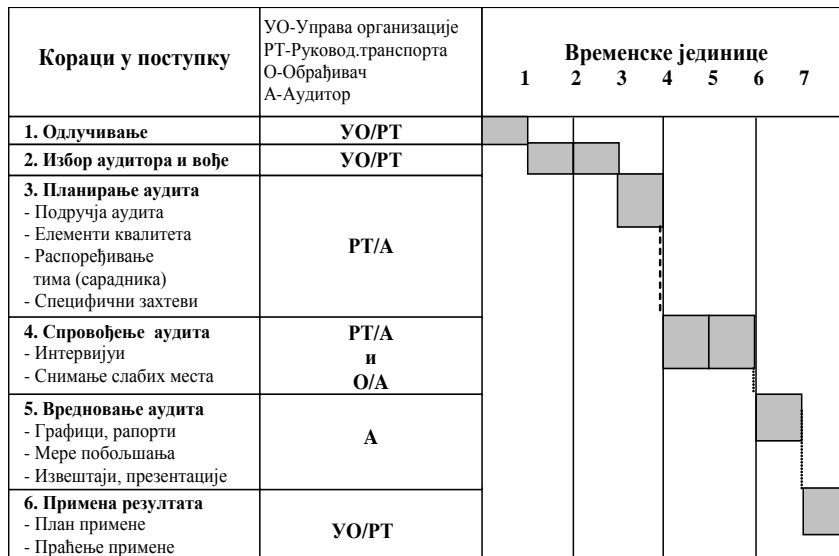 Кораци у поступку
УО-Управа организације
РТ-Руковод.транспорта
О-Обрађивач
А-Аудитор
Временске јединице
1 2 3 4 5 6 7
1. Одлучивање
УО/РТ
2. Избор аудитора и вође
УО/РТ
3. Планирање аудита
- Подручја аудита
- Елементи квалитета
- Распоређивање
тима (сарадника)
- Специфични захтеви
РТ/А
4. Спровођење аудита
- Интервијуи
- Снимање слабих места
РТ/А
и
О/А
5. Вредновање аудита
- Графици, рапорти
- Мере побољшања
- Извештаји, презентације
А
6. Примена резултата
- План примене
- Праћење примене
УО/РТ